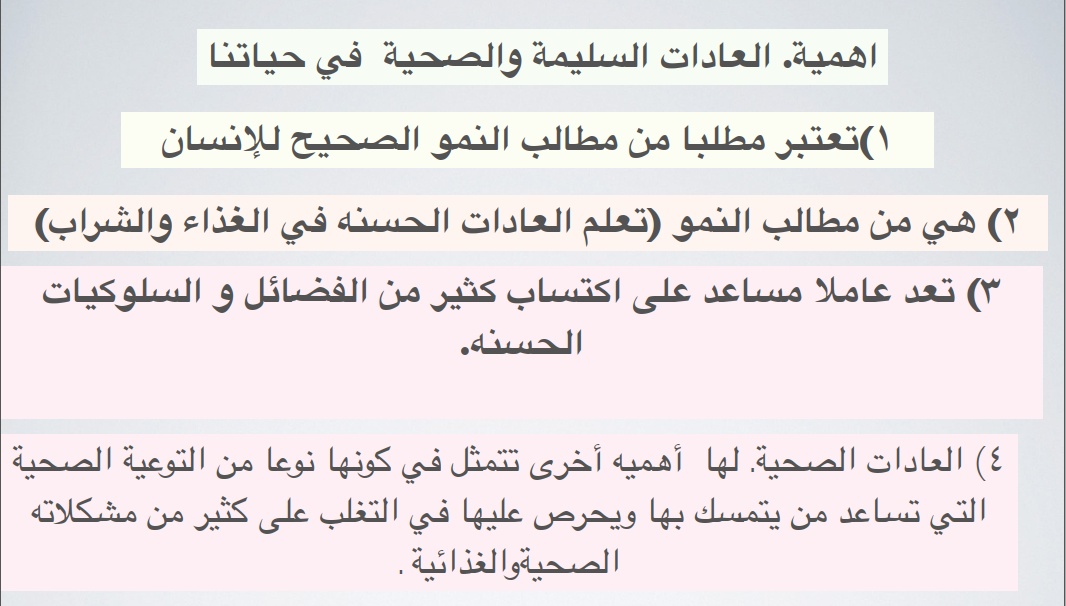 اهمية. العادات السليمة والصحية في حياتنا
١)تعتبر مطلبا من مطالب النمو الصحيح للإنسان
٢) هي من مطالب النمو (تعلم العادات الحسنه في الغذاء والشراب)
٣) تعد عاملا مساعد على اكتساب كثير من الفضائل و السلوكيات
الحسنه.
٤) العادات الصحية. لها أهميه أخرى تتمثل في كونها نوعا من التوعية الصحية
التي تساعد من يتمسك بها ويحرص عليها في التغلب على كثير من مشكلاته
الصحيةوالغذائية .